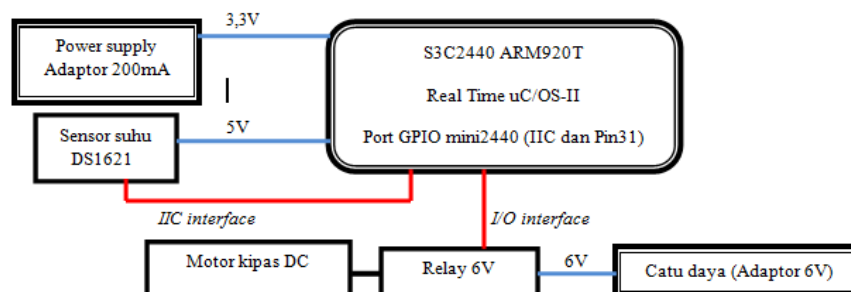 3,3V
Power supply
Adaptor 200mA
S3C2440 ARM920T
Real Time uC/OS-II
Port GPIO mini2440 (IIC dan Pin31)
Sensor suhu
DS1621
5V
IIC interface
I/O interface
Motor kipas DC
Relay 6V
6V
Catu daya (Adaptor 6V)